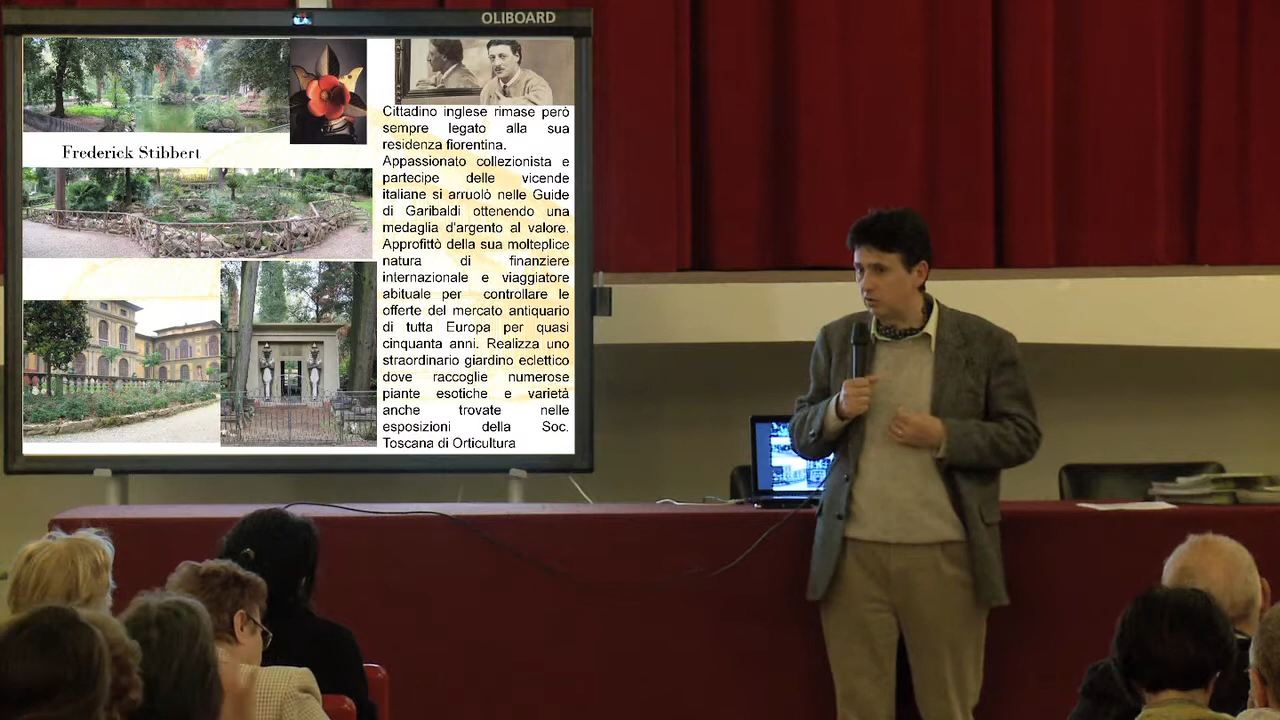 OLIBOARD
Frederick Stibbert
Cittadino inglese rimase però
sempre legato alla sua
residenza fiorentina.
Appassionato collezionista e
partecipe delle vicende
italiane si arruolò nelle Guide
di Garibaldi ottenendo una
medaglia d'argento al valore.
Approfittò della sua molteplice
natura di finanziere
internazionale e viaggiatore
abituale per controllare le
offerte del mercato antiquario
di tutta Europa per quasi
cinquanta anni. Realizza uno
straordinario giardino eclettico
dove raccoglie numerose
piante esotiche e varietà
anche trovate nelle
esposizioni della Soc.
Toscana di Orticultura